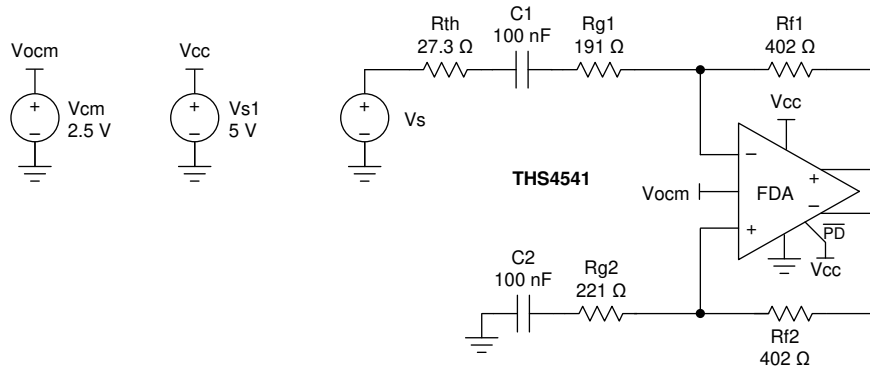 Vocm
Vcm
2.5 V
Vcc
Vs1
5 V
Vs
Rth
27.3 Ω
C1
100 nF
Rg1
191 Ω
Rf1
402 Ω
Vcc
THS4541
Vocm
FDA
PD
Vcc
C2
100 nF
Rg2
221 Ω
Rf2
402 Ω